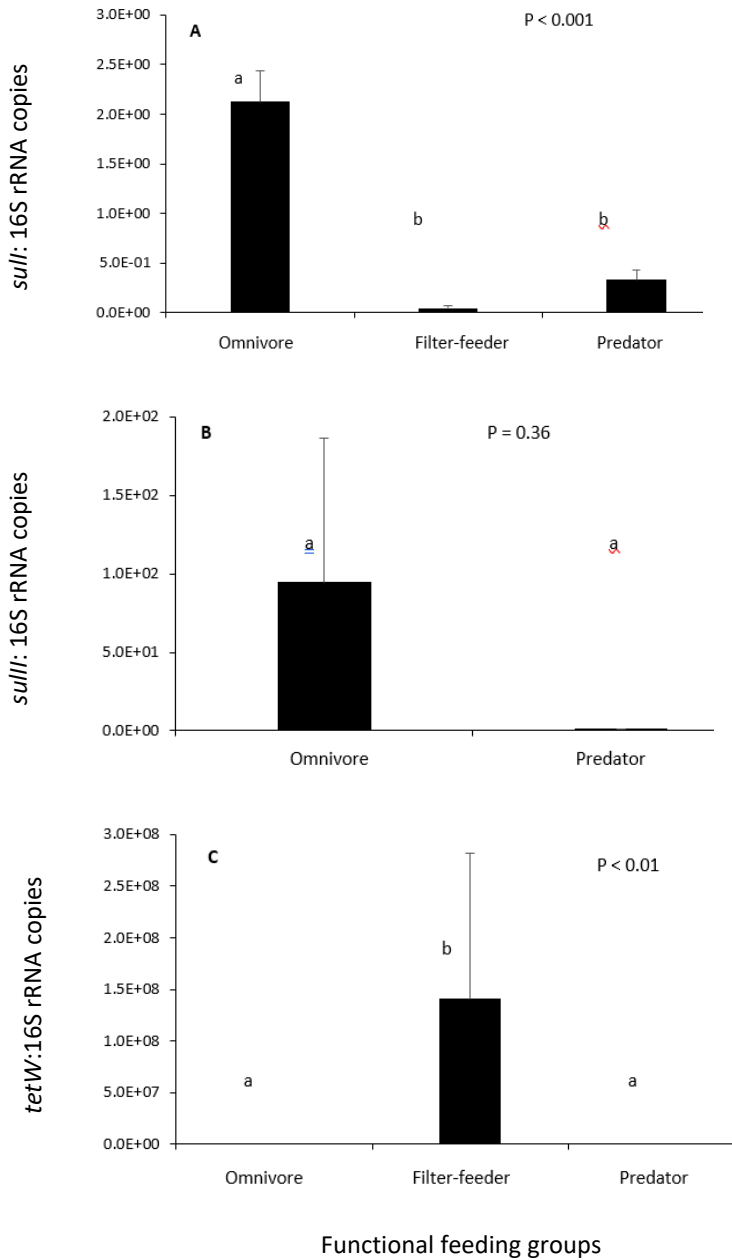 A
P < 0.001
sulI: 16S rRNA copies
3.0E+00
2.5E+00
2.0E+00
1.5E+00
1.0E+00
5.0E-01
0.0E+00
a
b
b
Omnivore Filter-feeder Predator
B
P = 0.36
sulII: 16S rRNA copies
2.0E+02
1.5E+02
1.0E+02
5.0E+01
0.0E+00
a
a
Omnivore Predator
C
P < 0.01
tetW:16S rRNA copies
3.0E+08
2.5E+08
2.0E+08
1.5E+08
1.0E+08
5.0E+07
0.0E+00
a
b
a
Omnivore Filter-feeder Predator
Functional feeding groups